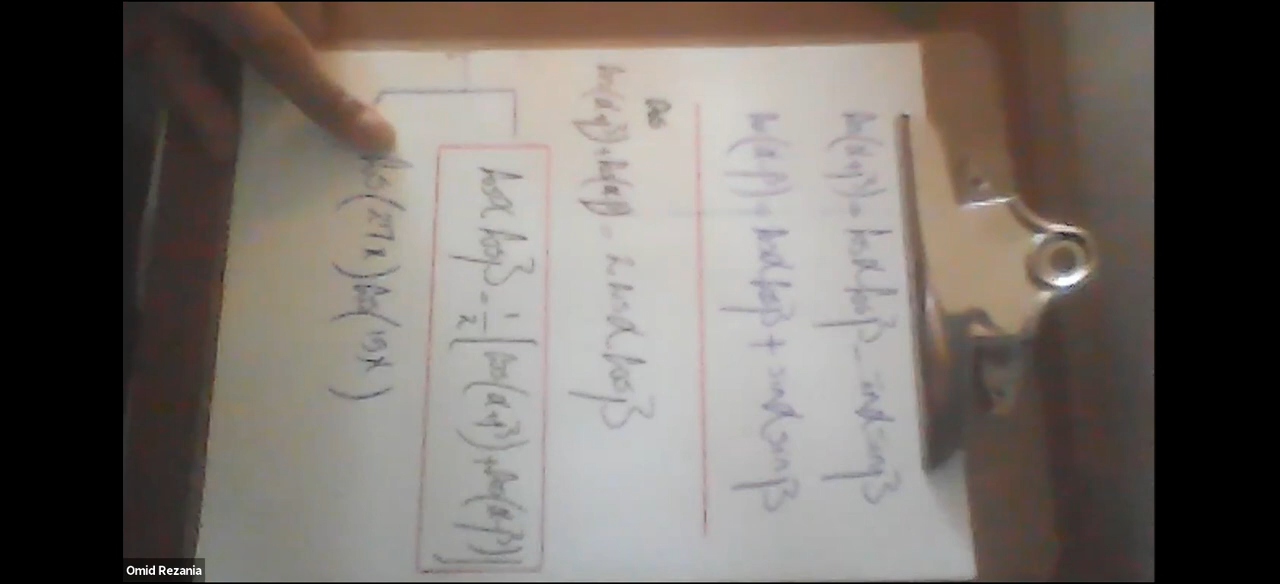 cos(α+β) = cosα cosβ - sinα sinβ
cos(α-β) = cosα cosβ + sinα sinβ
cos(α+β) + cos(α-β) = 2 cosα cosβ
cosα cosβ = 1/2 [cos(α+β) + cos(α-β)]
cos(27x) cos(15x)
Omid Rezania